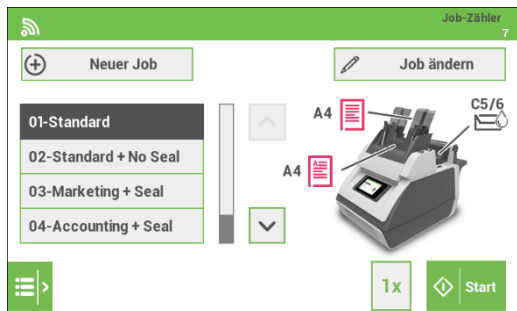 Job-Zähler
7
Neuer Job
Job ändern
01-Standard
02-Standard + No Seal
03-Marketing + Seal
04-Accounting + Seal
A4
C5/6
A4
1x
Start